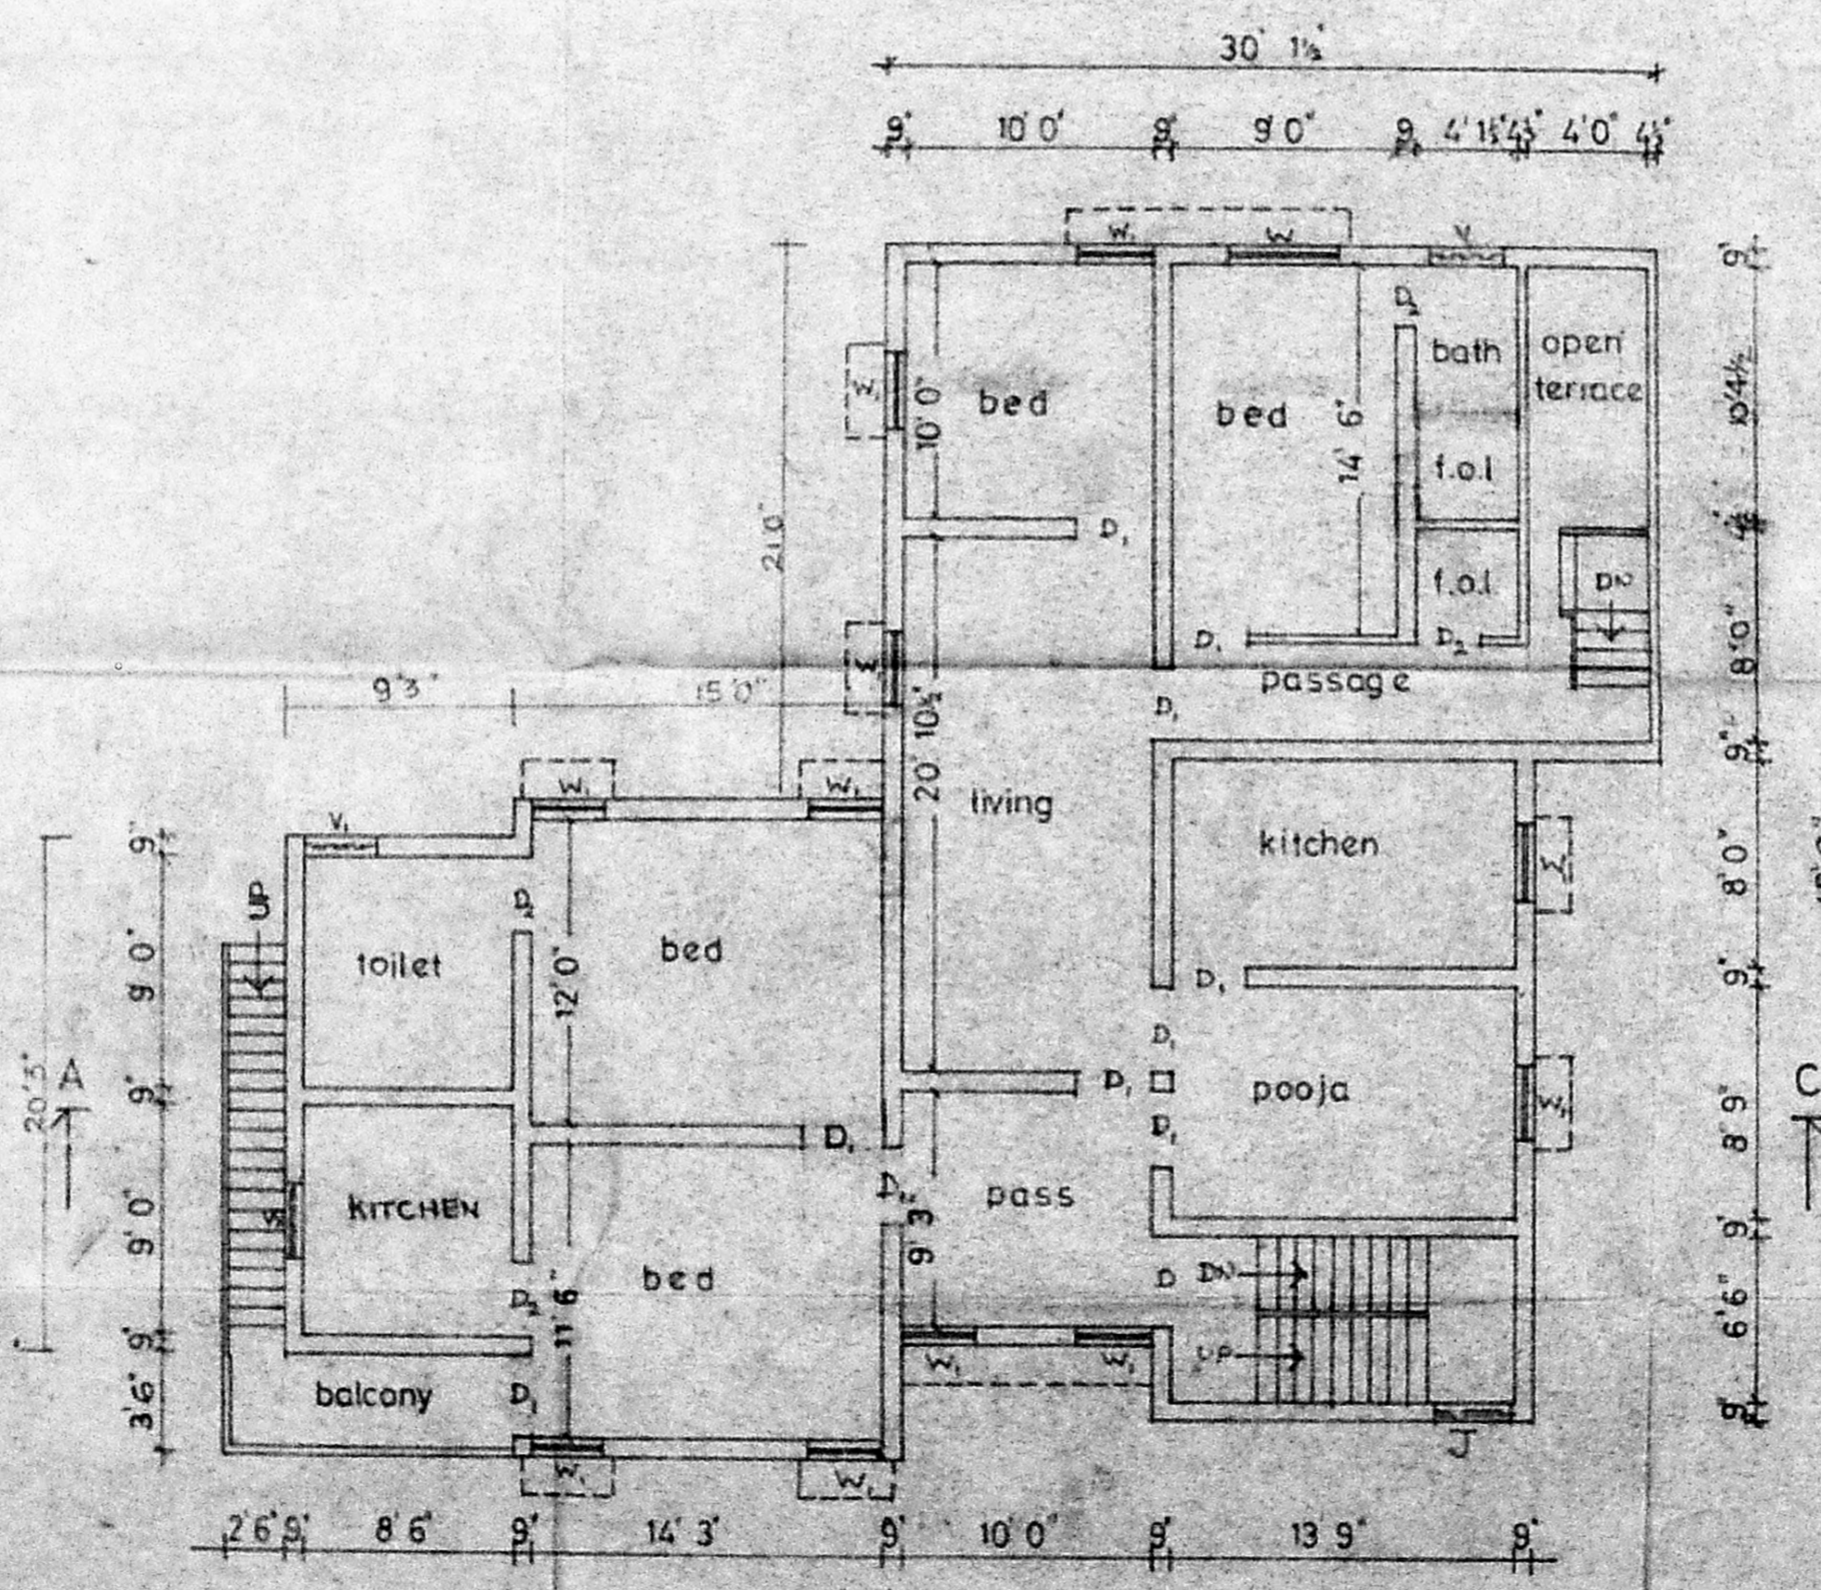 30' 1½"
9" 10' 0" 9" 9' 0" 9 4' 1½" 4½" 4' 0" 4½"
W₁ W V
9"
D₂
bath open
terrace
W₁ 10' 0" bed bed 14' 6" 10' 4½"
f.o.l
D₁
21' 0"
f.o.l DN
D₁ D₂ 8' 0"
W₁
9' 3" 15' 0" passage
D₁
20' 10½" 9"
W₁ W₁
living
V₁ kitchen W₁ 8' 0"
9"
UP D₁
toilet bed
9' 0" 12' 0" D₁ 9"
D₁
A 20' 3" 9" D₁ pooja W₁ 8' 9" C
D₁ D₁
KITCHEN pass
9' 0" 9' 3" 9"
bed D DN
D₂ 11' 6" 6' 6"
9" W₁ W₁ UP
balcony D₁
3' 6" 9"
J
W₁ W₁
2' 6" 9" 8' 6" 9" 14' 3" 9" 10' 0" 9" 13' 9" 9"